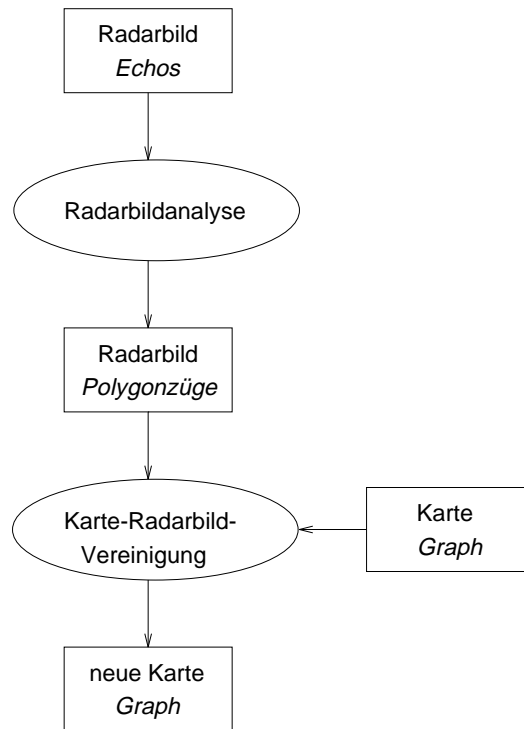 Radarbild
Echos
Radarbildanalyse
Radarbild
Polygonzüge
Karte-Radarbild-
Vereinigung
Karte
Graph
neue Karte
Graph